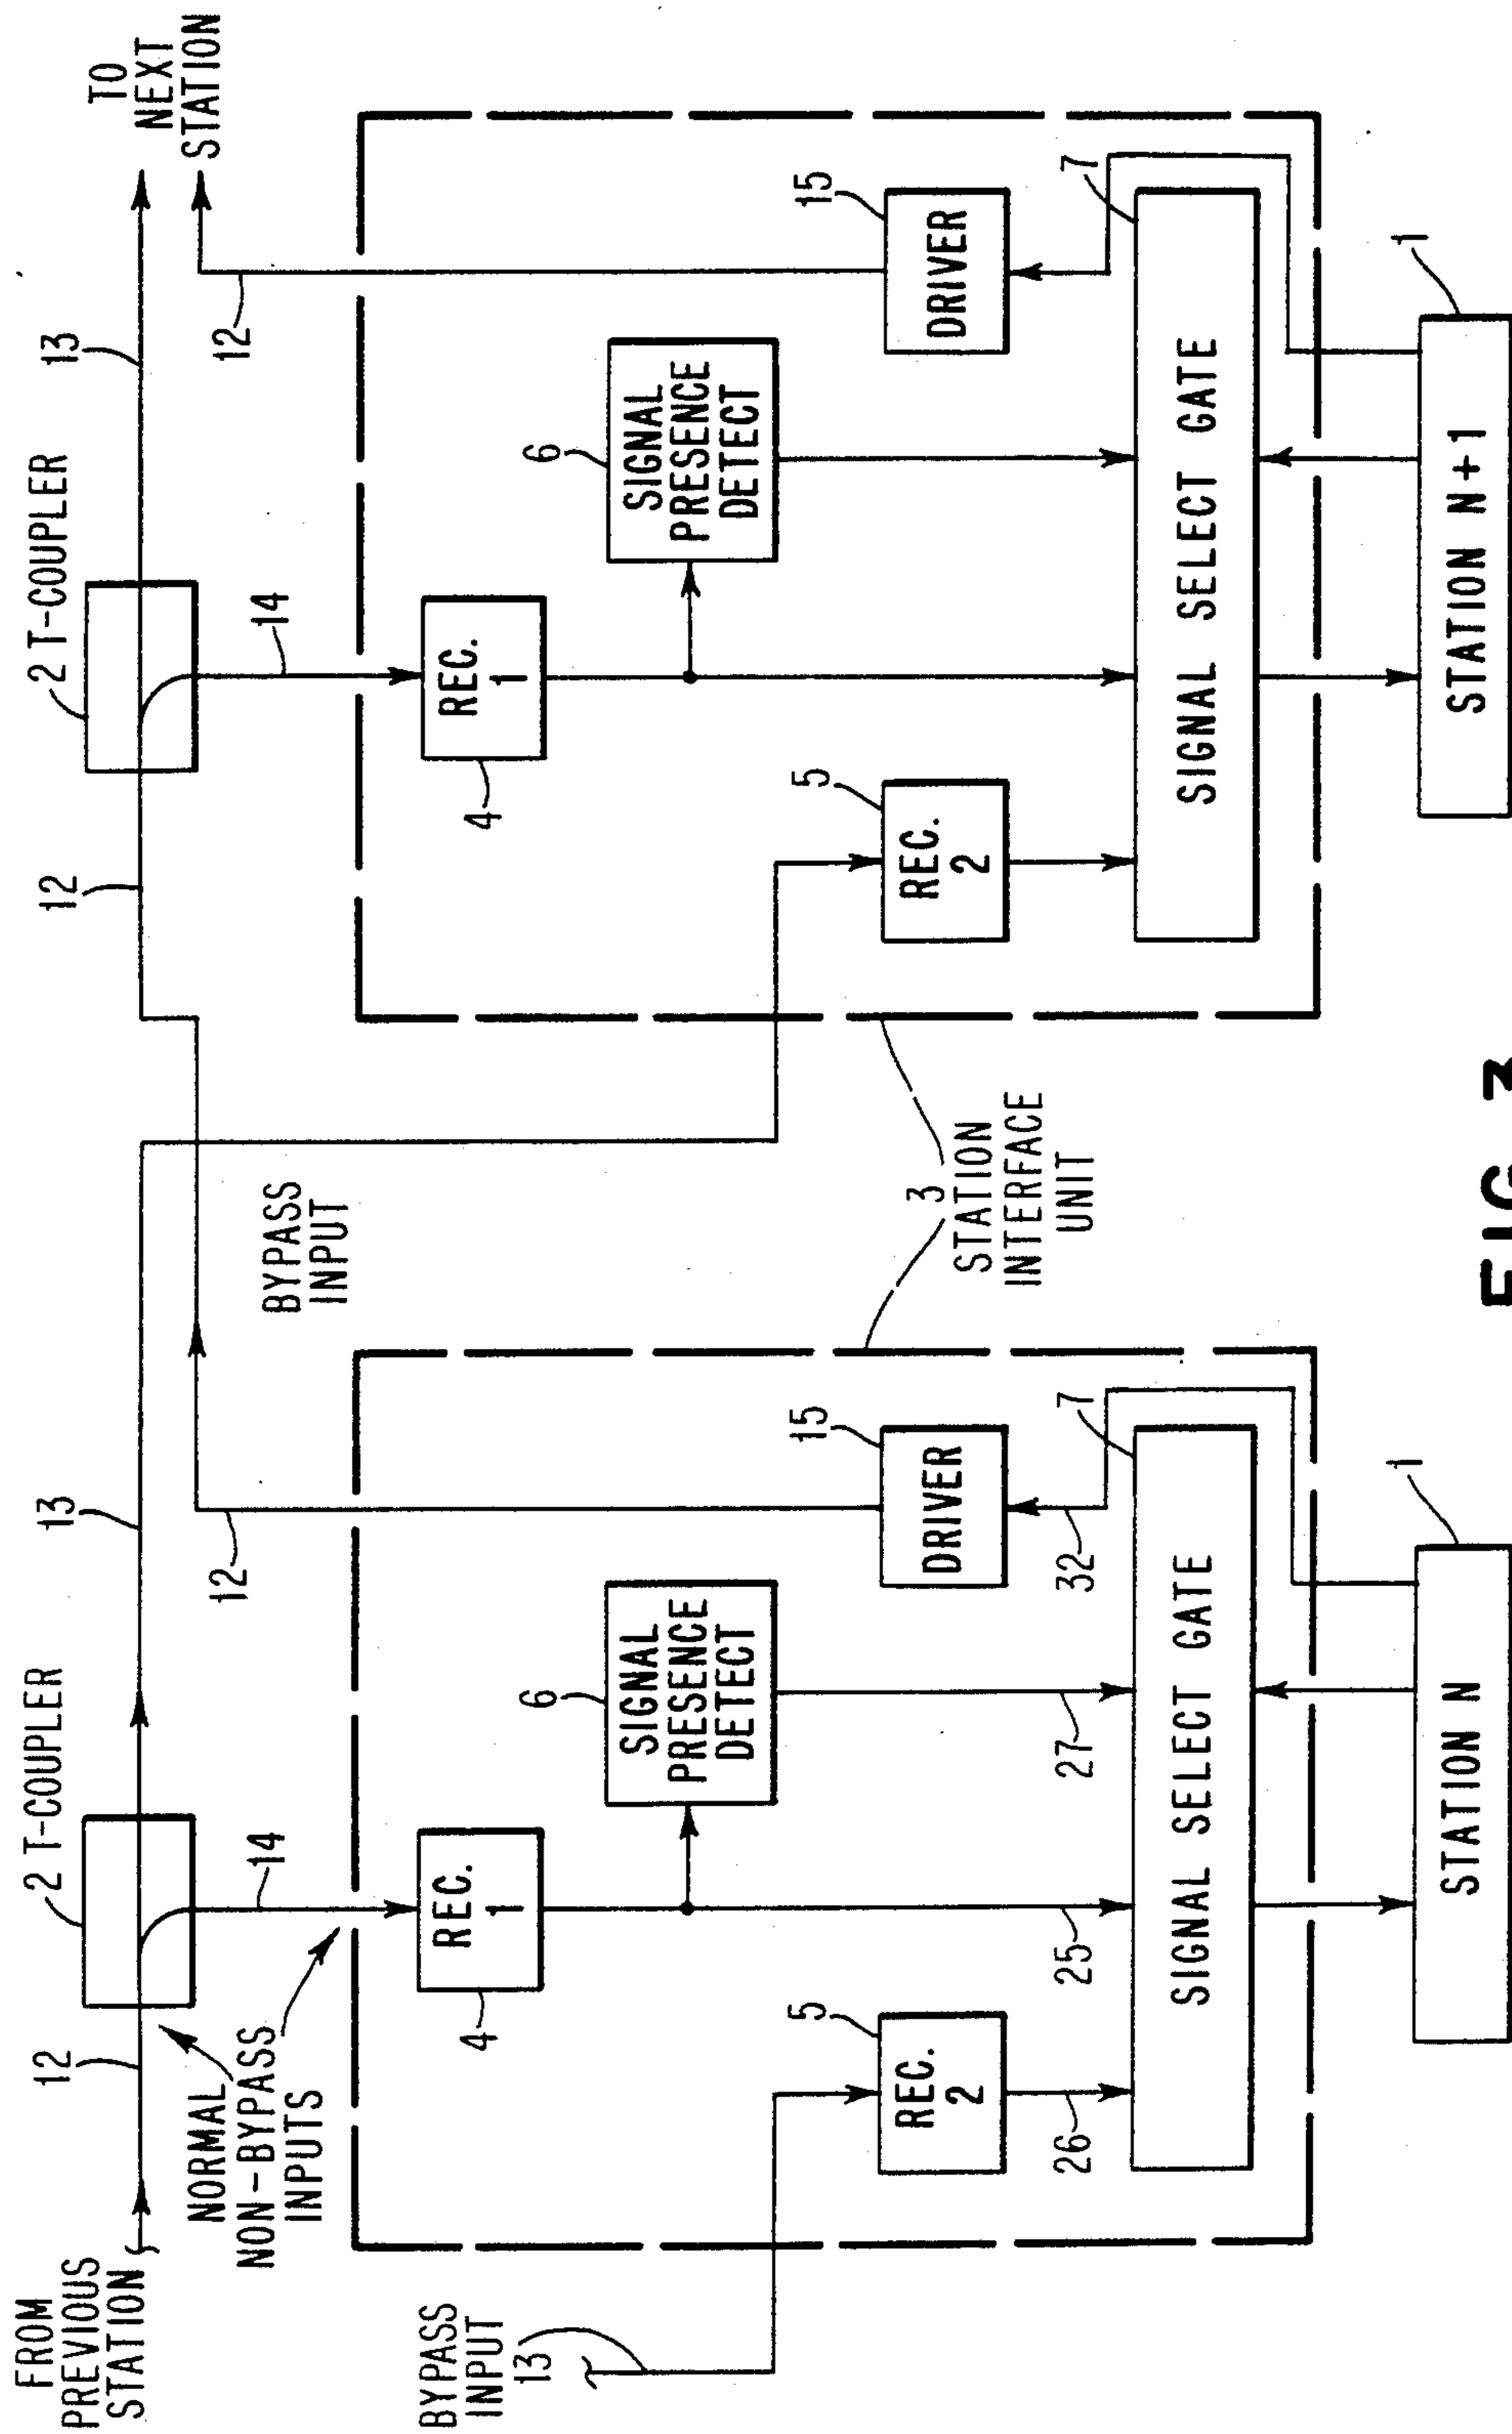 FROM
PREVIOUS
STATION
12
2 T-COUPLER
13
12
2 T-COUPLER
13
TO
NEXT
STATION
NORMAL
NON-BYPASS
INPUTS
14
12
BYPASS
INPUT
14
12
BYPASS
INPUT
13
REC.
1
4
6
SIGNAL
PRESENCE
DETECT
REC.
1
4
6
SIGNAL
PRESENCE
DETECT
5
REC.
2
15
DRIVER
3
STATION
INTERFACE
UNIT
5
REC.
2
15
DRIVER
26
25
27
32
7
SIGNAL SELECT GATE
7
SIGNAL SELECT GATE
1
STATION N
1
STATION N+1
FIG. 3